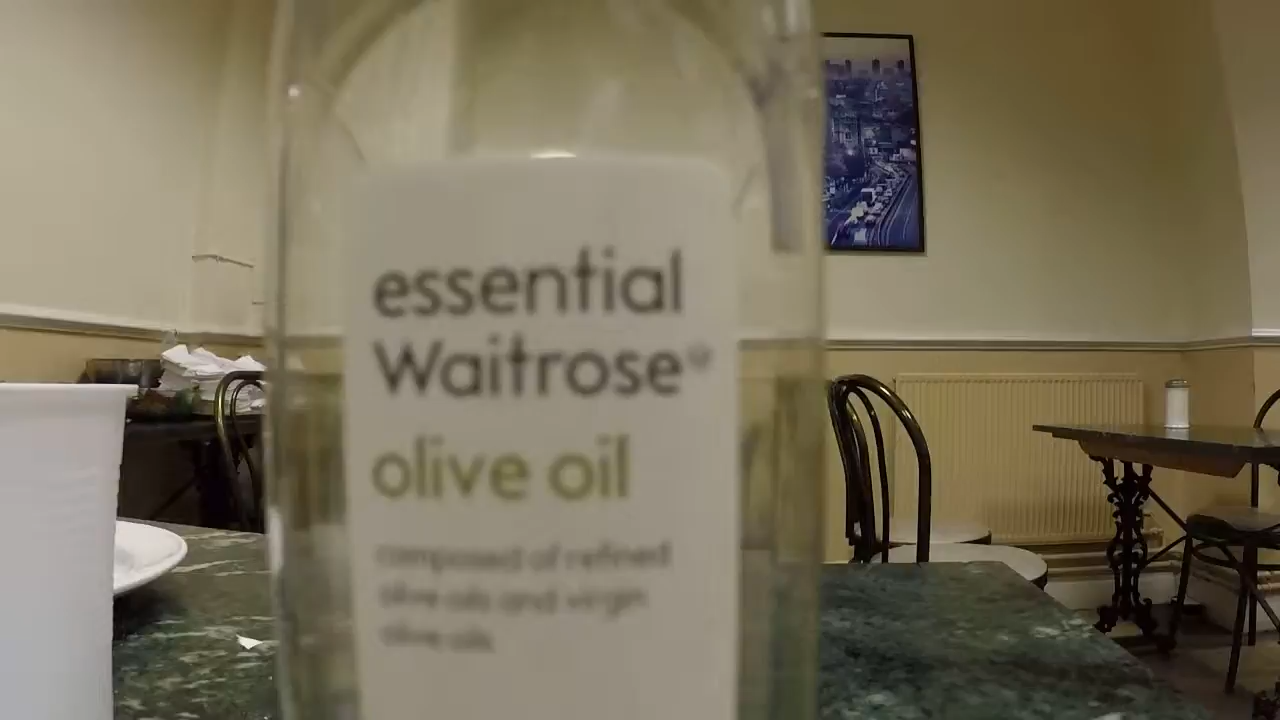 essential
Waitrose®
olive oil
composed of refined
olive oils and virgin
olive oils